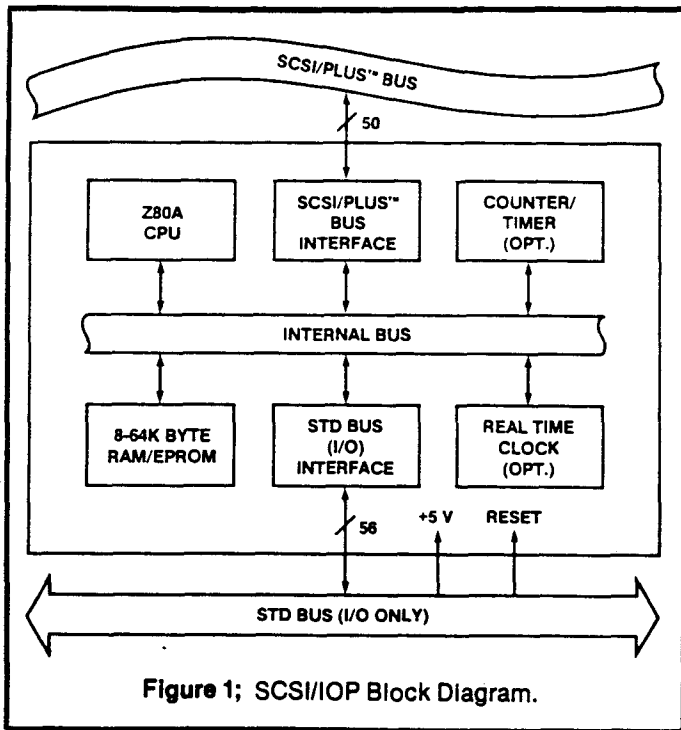 SCSI/PLUS™ BUS
50
Z80A
CPU
SCSI/PLUS™
BUS
INTERFACE
COUNTER/
TIMER
(OPT.)
INTERNAL BUS
8-64K BYTE
RAM/EPROM
STD BUS
(I/O)
INTERFACE
REAL TIME
CLOCK
(OPT.)
56
+5 V
RESET
STD BUS (I/O ONLY)
Figure 1; SCSI/IOP Block Diagram.